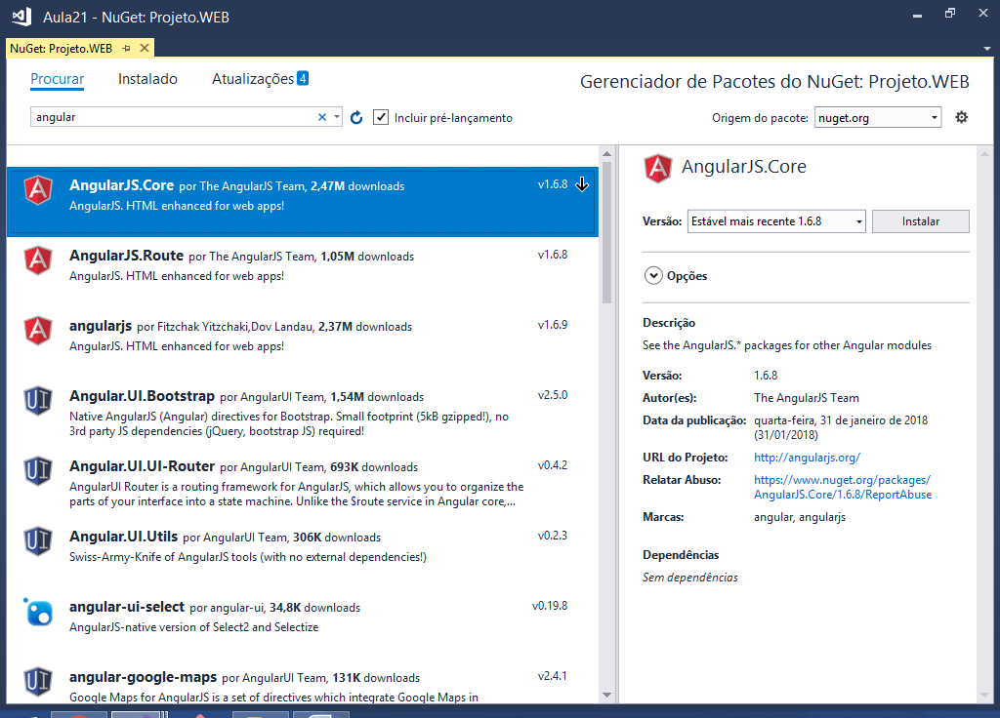 Aula21 - NuGet: Projeto.WEB
NuGet: Projeto.WEB
Procurar Instalado Atualizações 4
Gerenciador de Pacotes do NuGet: Projeto.WEB
angular
Incluir pré-lançamento
Origem do pacote: nuget.org
AngularJS.Core por The AngularJS Team, 2,47M downloads v1.6.8
AngularJS. HTML enhanced for web apps!
AngularJS.Route por The AngularJS Team, 1,05M downloads v1.6.8
AngularJS. HTML enhanced for web apps!
angularjs por Fitzchak Yitzchaki,Dov Landau, 2,37M downloads v1.6.9
AngularJS. HTML enhanced for web apps!
Angular.UI.Bootstrap por AngularUI Team, 1,54M downloads v2.5.0
Native AngularJS (Angular) directives for Bootstrap. Small footprint (5kB gzipped!), no
3rd party JS dependencies (jQuery, bootstrap JS) required!
Angular.UI.UI-Router por AngularUI Team, 693K downloads v0.4.2
AngularUI Router is a routing framework for AngularJS, which allows you to organize the
parts of your interface into a state machine. Unlike the $route service in Angular core,...
Angular.UI.Utils por AngularUI Team, 306K downloads v0.2.3
Swiss-Army-Knife of AngularJS tools (with no external dependencies!)
angular-ui-select por angular-ui, 34,8K downloads v0.19.8
AngularJS-native version of Select2 and Selectize
angular-google-maps por AngularUI Team, 131K downloads v2.4.1
Google Maps for AngularJS is a set of directives which integrate Google Maps in
AngularJS.Core
Versão: Estável mais recente 1.6.8 Instalar
Opções
Descrição
See the AngularJS.* packages for other Angular modules
Versão: 1.6.8
Autor(es): The AngularJS Team
Data da publicação: quarta-feira, 31 de janeiro de 2018
(31/01/2018)
URL do Projeto: http://angularjs.org/
Relatar Abuso: https://www.nuget.org/packages/
AngularJS.Core/1.6.8/ReportAbuse
Marcas: angular, angularjs
Dependências
Sem dependências